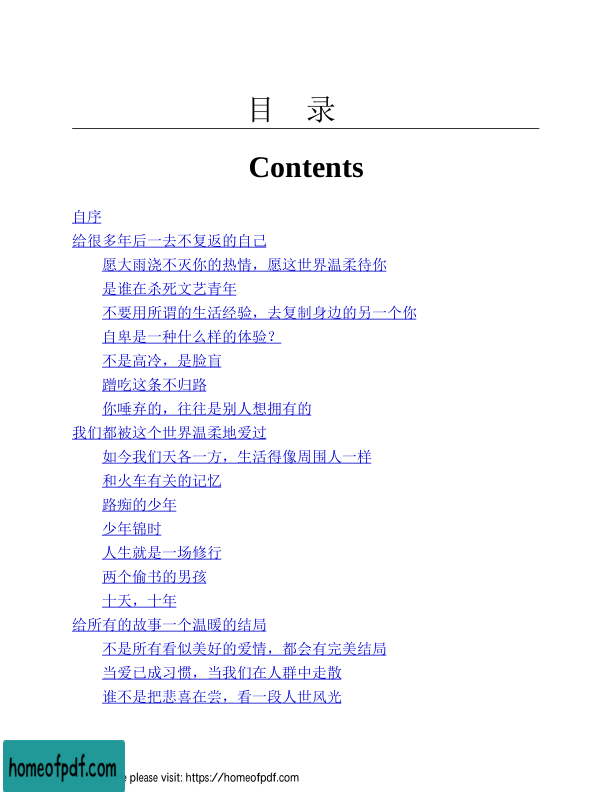 目 录
Contents
自序
给很多年后一去不复返的自己
愿大雨浇不灭你的热情，愿这世界温柔待你
是谁在杀死文艺青年
不要用所谓的生活经验，去复制身边的另一个你
自卑是一种什么样的体验？
不是高冷，是脸盲
蹭吃这条不归路
你唾弃的，往往是别人想拥有的
我们都被这个世界温柔地爱过
如今我们天各一方，生活得像周围人一样
和火车有关的记忆
路痴的少年
少年锦时
人生就是一场修行
两个偷书的男孩
十天，十年
给所有的故事一个温暖的结局
不是所有看似美好的爱情，都会有完美结局
当爱已成习惯，当我们在人群中走散
谁不是把悲喜在尝，看一段人世风光
homeofpdf.com
e please visit: https://homeofpdf.com